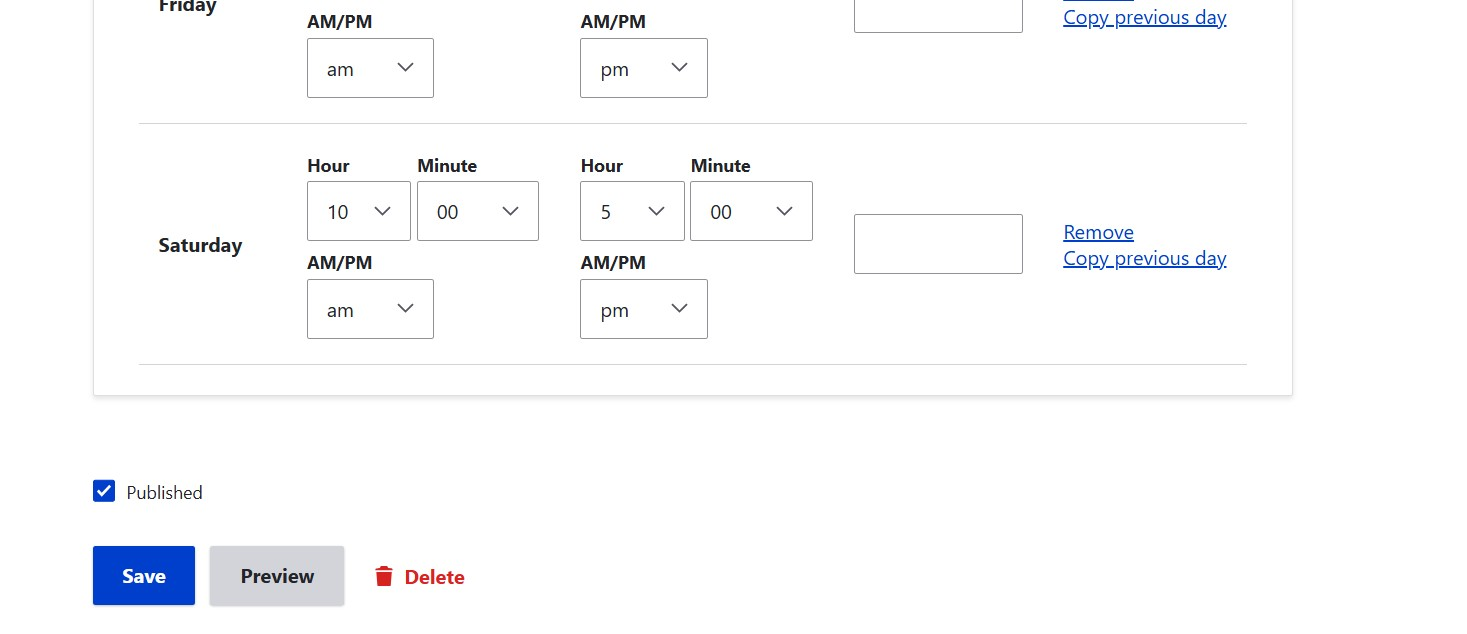 Friday
AM/PM AM/PM
Copy previous day
am pm
Hour Minute Hour Minute
10 00 5 00
Saturday
Remove
Copy previous day
AM/PM AM/PM
am pm
Published
Save Preview Delete